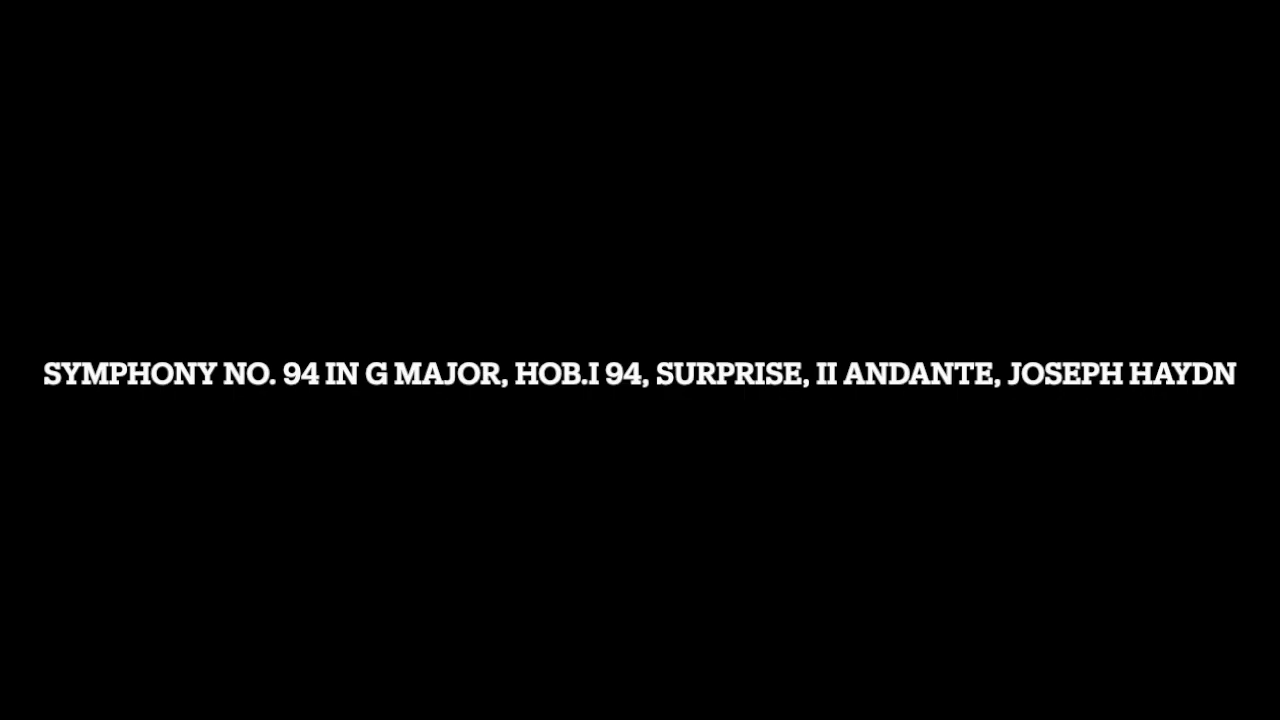 SYMPHONY NO. 94 IN G MAJOR, HOB.I 94, SURPRISE, II ANDANTE, JOSEPH HAYDN